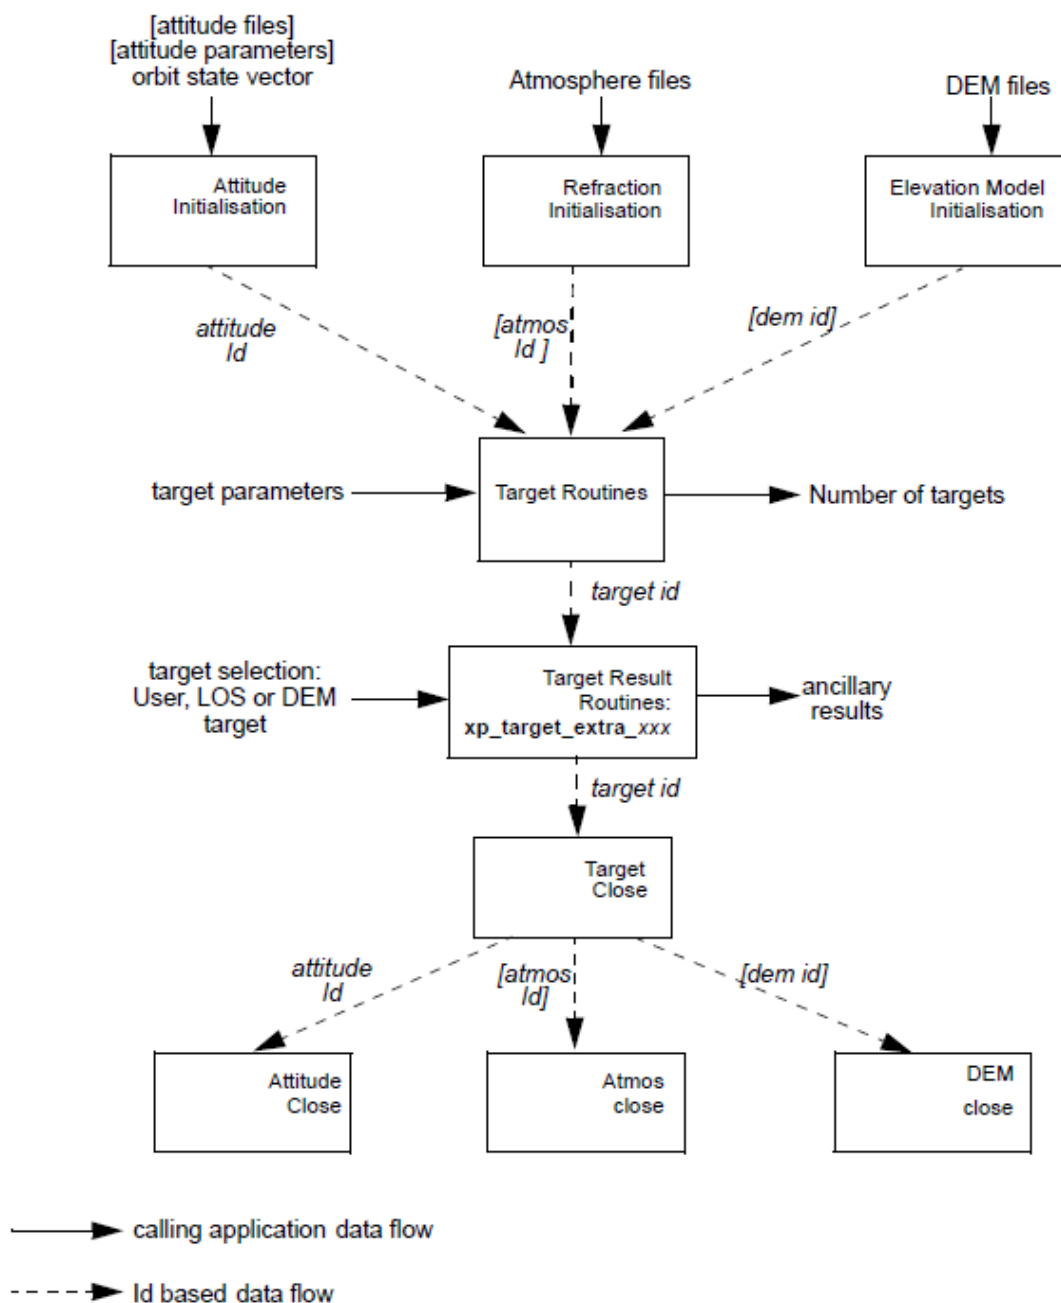 [attitude files]
[attitude parameters]
orbit state vector
Atmosphere files
DEM files
Attitude
Initialisation
Refraction
Initialisation
Elevation Model
Initialisation
attitude
Id
[atmos
Id ]
[dem id]
target parameters
Target Routines
Number of targets
target id
target selection:
User, LOS or DEM
target
Target Result
Routines:
xp_target_extra_xxx
ancillary
results
target id
Target
Close
attitude
Id
[atmos
Id]
[dem id]
Attitude
Close
Atmos
close
DEM
close
calling application data flow
Id based data flow